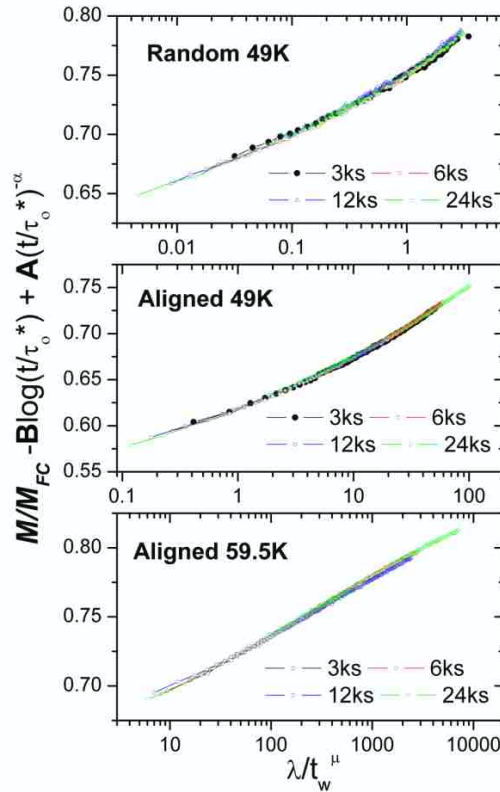 M/M_FC -Blog(t/τ_o*) + A(t/τ_o*)^-α
0.80
0.75
0.70
0.65
Random 49K
3ks 6ks
12ks 24ks
0.01 0.1 1
0.75
0.70
0.65
0.60
0.55
Aligned 49K
3ks 6ks
12ks 24ks
0.1 1 10 100
0.80
0.75
0.70
Aligned 59.5K
3ks 6ks
12ks 24ks
10 100 1000 10000
λ/t_w^μ